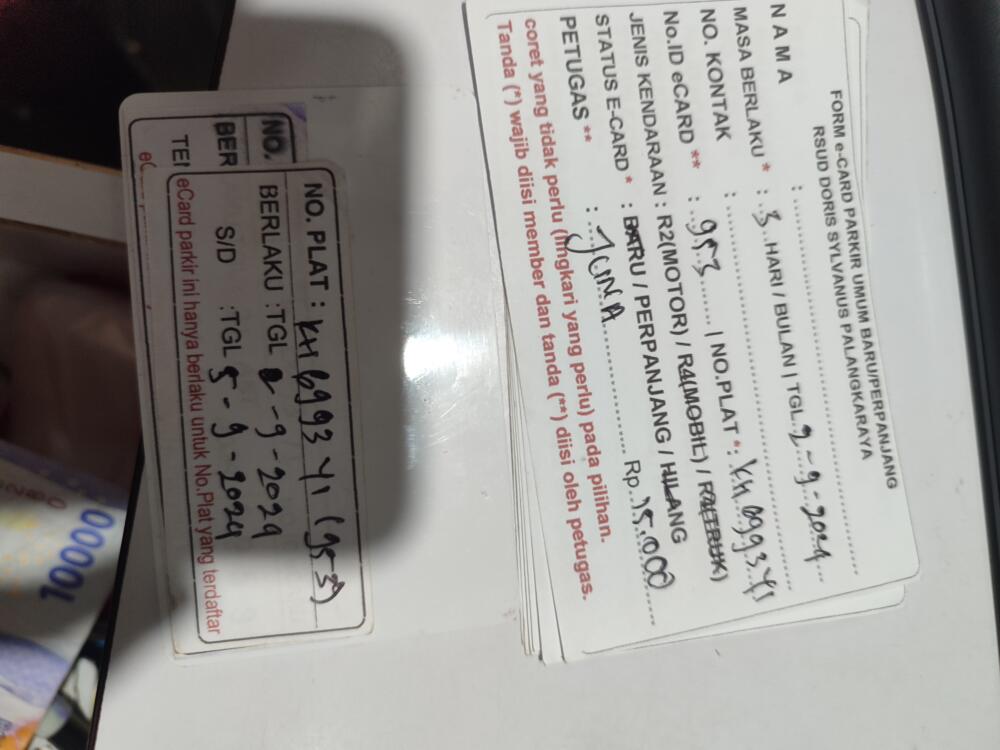 FORM e-CARD PARKIR UMUM BARU/PERPANJANG
RSUD DORIS SYLVANUS PALANGKARAYA
N A M A :
MASA BERLAKU * : 3 HARI / BULAN | TGL. 2-9-2024
NO. KONTAK :
No.ID eCARD ** : 953 | NO.PLAT *: KH 6993 YI
JENIS KENDARAAN : R2(MOTOR) / R4(MOBIL) / (TRUK)
STATUS E-CARD * : BARU / PERPANJANG / HILANG
PETUGAS ** : Rp. 15.000
coret yang tidak perlu (lingkari yang perlu) pada pilihan.
Tanda (*) wajib diisi member dan tanda (**) diisi oleh petugas.
NO. PLAT : KH 6993 YI (953)
BERLAKU :TGL 2-9-2024
S/D :TGL 5-9-2024
eCard parkir ini hanya berlaku untuk No.Plat yang terdaftar
NO.
BER
10000